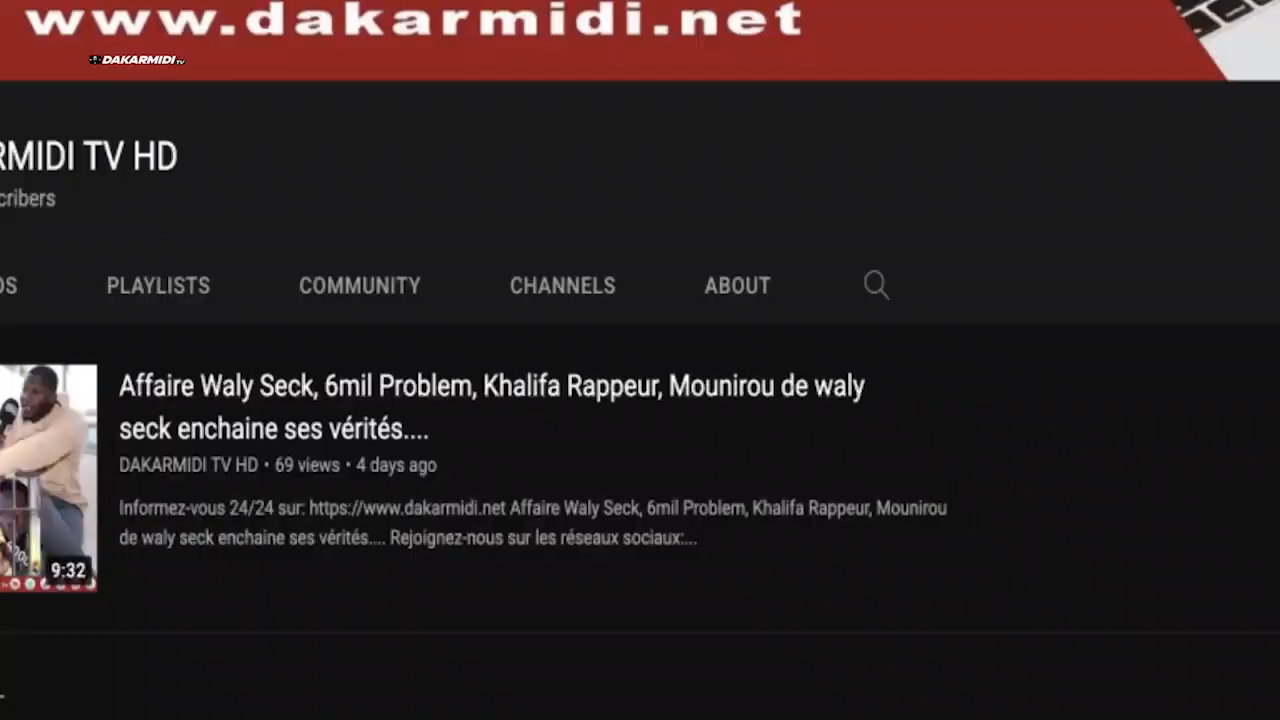 www.dakarmidi.net
DAKARMIDI TV
RMIDI TV HD
cribers
OS
PLAYLISTS
COMMUNITY
CHANNELS
ABOUT
Affaire Waly Seck, 6mil Problem, Khalifa Rappeur, Mounirou de waly
seck enchaine ses vérités....
DAKARMIDI TV HD • 69 views • 4 days ago
Informez-vous 24/24 sur: https://www.dakarmidi.net Affaire Waly Seck, 6mil Problem, Khalifa Rappeur, Mounirou
de waly seck enchaine ses vérités.... Rejoignez-nous sur les réseaux sociaux:...
9:32